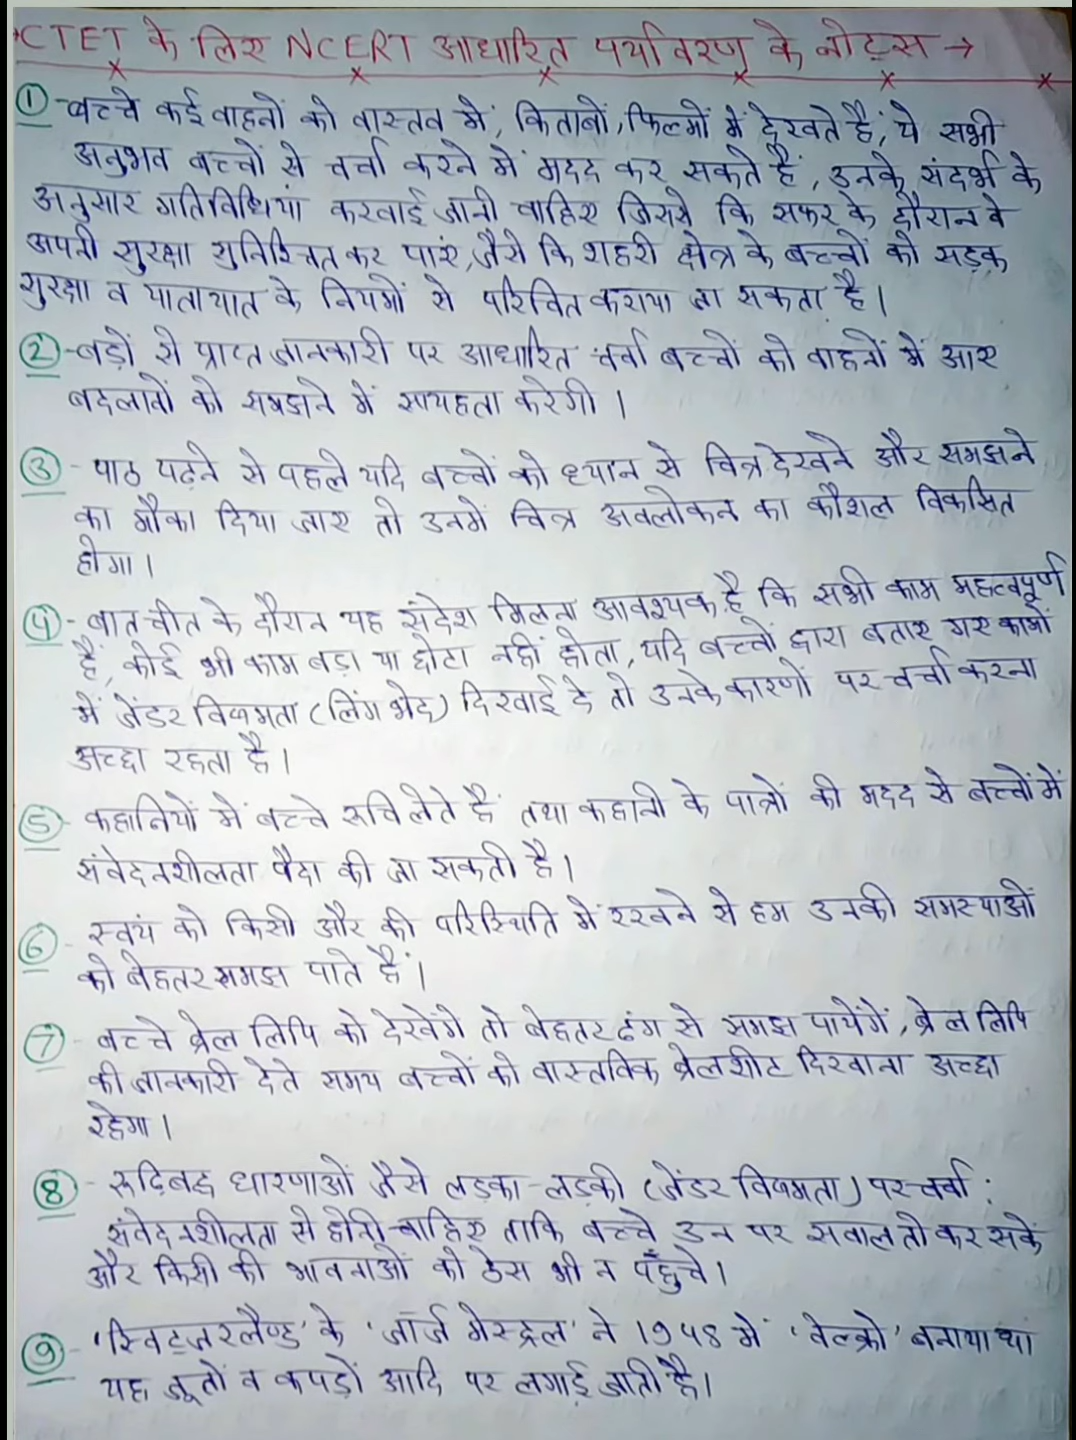 CTET के लिए NCERT आधारित पर्यावरण के नोट्स →
① - बच्चे कई वाहनों को वास्तव में, किताबों, फिल्मों में देखते हैं, ये सभी
अनुभव बच्चों से चर्चा करने में मदद कर सकते हैं, उनके संदर्भ के
अनुसार गतिविधियां करवाई जानी चाहिए जिससे कि सफर के दौरान वे
अपनी सुरक्षा सुनिश्चित कर पाएं, जैसे कि शहरी क्षेत्र के बच्चों को सड़क
सुरक्षा व यातायात के नियमों से परिचित कराया जा सकता है।
② - बड़ों से प्राप्त जानकारी पर आधारित चर्चा बच्चों को वाहनों में आए
बदलावों को समझने में सायहता करेगी।
③ - पाठ पढ़ने से पहले यदि बच्चों को ध्यान से चित्र देखने और समझने
का मौका दिया जाए तो उनमें चित्र अवलोकन का कौशल विकसित
होगा।
④ - बातचीत के दौरान यह संदेश मिलना आवश्यक है कि सभी काम महत्वपूर्ण
हैं, कोई भी काम बड़ा या छोटा नहीं होता, यदि बच्चों द्वारा बताए गए कामों
में जेंडर विषमता (लिंग भेद) दिखाई दे तो उनके कारणों पर चर्चा करना
अच्छा रहता है।
⑤ - कहानियों में बच्चे रूचि लेते हैं तथा कहानी के पात्रों की मदद से बच्चों में
संवेदनशीलता पैदा की जा सकती है।
⑥ - स्वयं को किसी और की परिस्थिति में रखने से हम उनकी समस्याओं
को बेहतर समझ पाते हैं।
⑦ - बच्चे ब्रेल लिपि को देखेंगे तो बेहतर ढंग से समझ पायेंगें, ब्रेल लिपि
की जानकारी देते समय बच्चों को वास्तविक ब्रेलशीट दिखाना अच्छा
रहेगा।
⑧ - रूढ़िबद्ध धारणाओं जैसे लड़का-लड़की (जेंडर विषमता) पर चर्चा :
संवेदनशीलता से होनी चाहिए ताकि बच्चे उन पर सवाल तो कर सकें
और किसी की भावनाओं को ठेस भी न पहुँचे।
⑨ - 'स्विट्जरलैण्ड' के 'जॉर्ज मेस्ट्रल' ने 1948 में 'वेल्क्रो' बनाया था
यह जूतों व कपड़ों आदि पर लगाई जाती है।